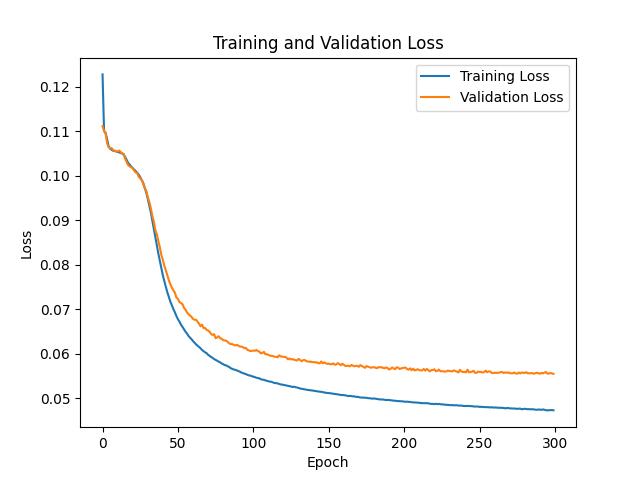 Training and Validation Loss
Training Loss
Validation Loss
0.12
0.11
0.10
0.09
0.08
0.07
0.06
0.05
Loss
0 50 100 150 200 250 300
Epoch